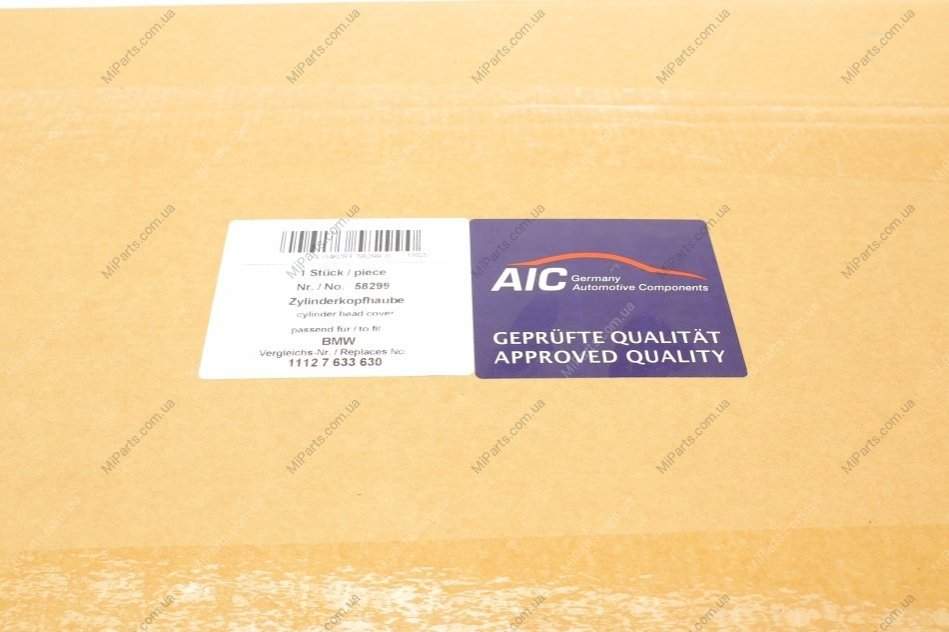 1 Stück / piece
Nr. / No. 58299
Zylinderkopfhaube
cylinder head cover
passend für / to fit
BMW
Vergleichs-Nr. / Replaces No
1112 7 633 630
AIC Germany
Automotive Components
GEPRÜFTE QUALITÄT
APPROVED QUALITY
MiParts.com.ua